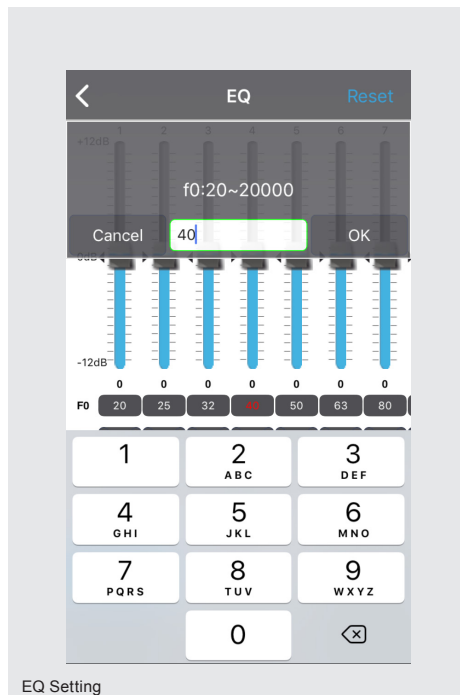 EQ Reset
1 2 3 4 5 6 7
+12dB
f0:20~20000
Cancel 40 OK
0dB
-12dB
0 0 0 0 0 0 0
F0 20 25 32 40 50 63 80
1 2 3
ABC DEF
4 5 6
GHI JKL MNO
7 8 9
PQRS TUV WXYZ
0
EQ Setting